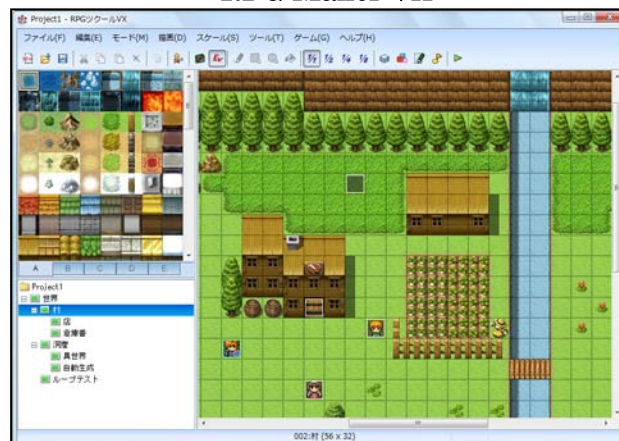 Project1 - RPGツクールVX
ファイル(F) 編集(E) モード(M) 描画(D) スケール(S) ツール(T) ゲーム(G) ヘルプ(H)
A B C D E
Project1
世界
村
店
倉庫番
洞窟
異世界
自動生成
ループテスト
002:村 (56 x 32)